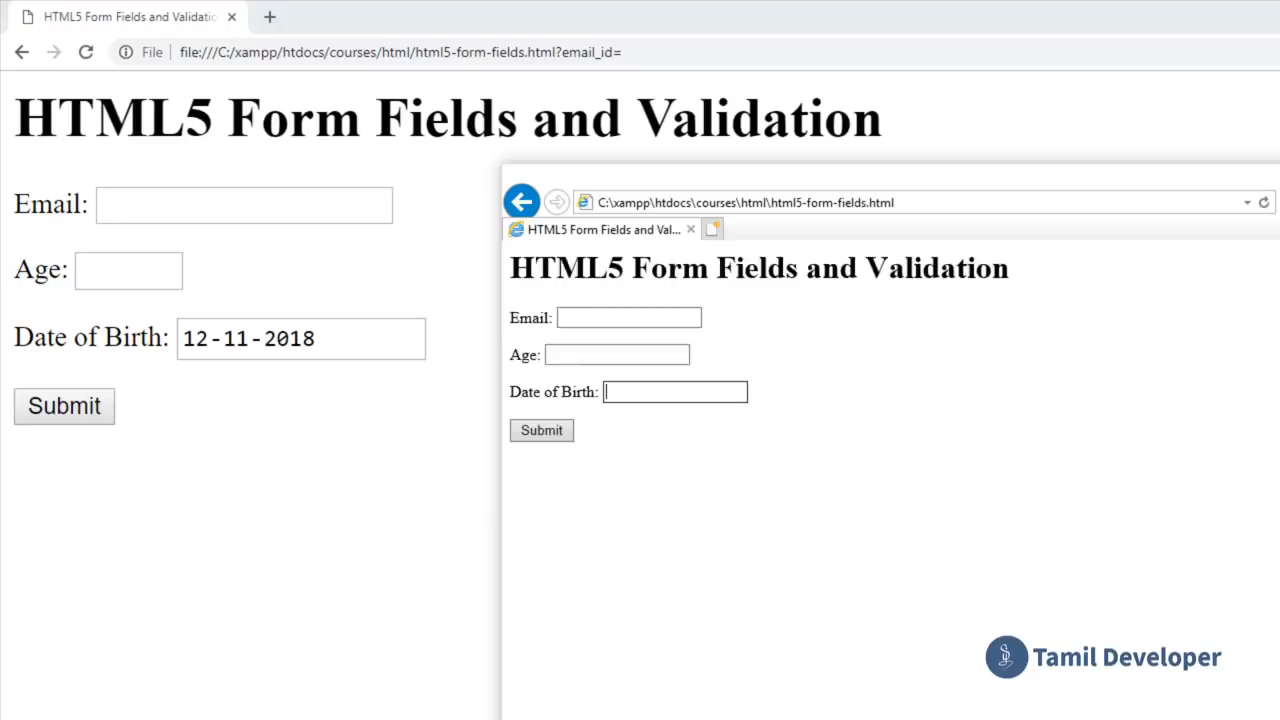 HTML5 Form Fields and Validatio
File
file:///C:/xampp/htdocs/courses/html/html5-form-fields.html?email_id=
HTML5 Form Fields and Validation
Email:
Age:
Date of Birth: 12-11-2018
Submit
C:\xampp\htdocs\courses\html\html5-form-fields.html
HTML5 Form Fields and Val...
HTML5 Form Fields and Validation
Email:
Age:
Date of Birth:
Submit
Tamil Developer